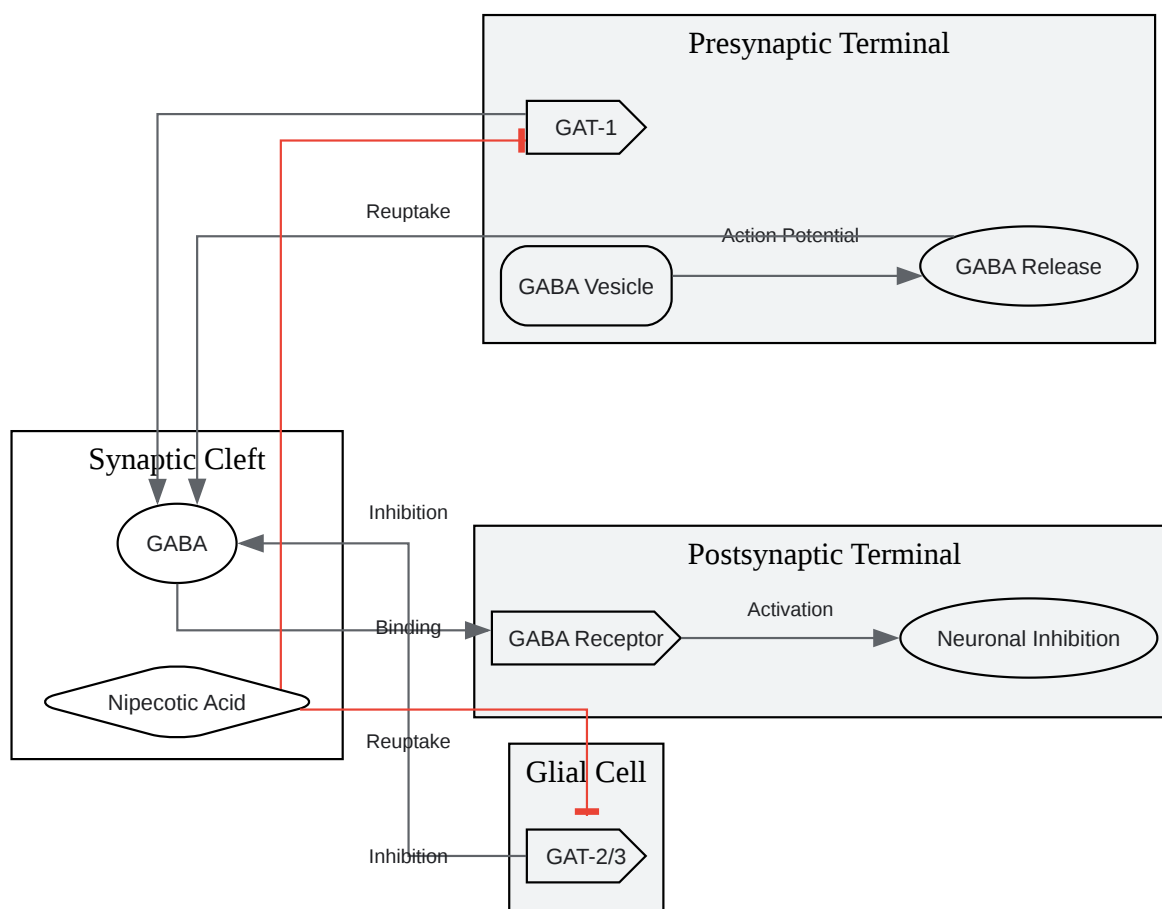 Presynaptic Terminal
GAT-1
Reuptake
Action Potential
GABA Vesicle
GABA Release
Synaptic Cleft
GABA
Inhibition
Postsynaptic Terminal
Binding
GABA Receptor
Activation
Neuronal Inhibition
Nipecotic Acid
Reuptake
Glial Cell
Inhibition
GAT-2/3